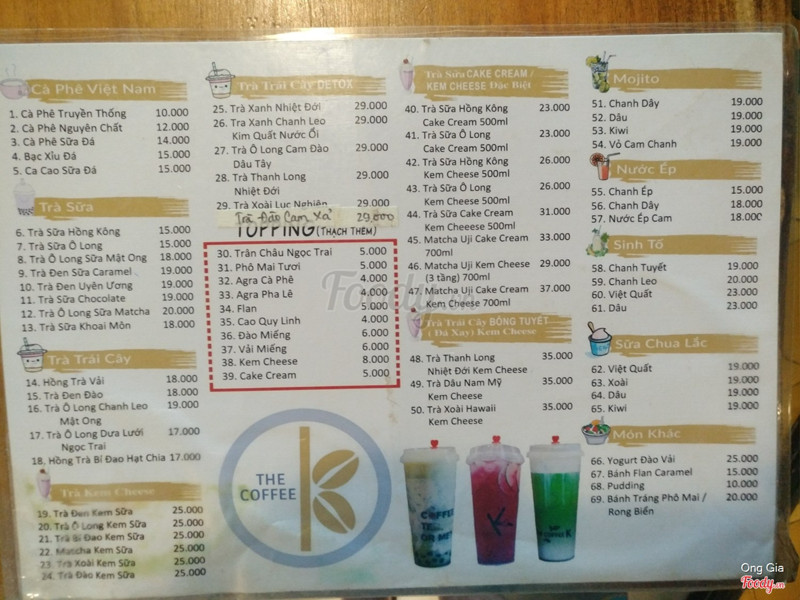 Cà Phê Việt Nam
1. Cà Phê Truyền Thống 10.000
2. Cà Phê Nguyên Chất 12.000
3. Cà Phê Sữa Đá 14.000
4. Bạc Xỉu Đá 15.000
5. Ca Cao Sữa Đá 15.000
Trà Sữa
6. Trà Sữa Hồng Kông 15.000
7. Trà Sữa Ô Long 15.000
8. Trà Ô Long Sữa Mật Ong 18.000
9. Trà Đen Sữa Caramel 19.000
10. Trà Đen Uyên Ương 19.000
11. Trà Sữa Chocolate 19.000
12. Trà Ô Long Sữa Matcha 20.000
13. Trà Sữa Khoai Môn 18.000
Trà Trái Cây
14. Hồng Trà Vải 18.000
15. Trà Đen Đào 18.000
16. Trà Ô Long Chanh Leo 19.000
Mật Ong
17. Trà Ô Long Dưa Lưới 17.000
Ngọc Trai
18. Hồng Trà Bí Đao Hạt Chia 17.000
Trà Kem Cheese
19. Trà Đen Kem Sữa 25.000
20. Trà Ô Long Kem Sữa 25.000
21. Trà Bí Đao Kem Sữa 25.000
22. Matcha Kem Sữa 25.000
23. Trà Xoài Kem Sữa 25.000
24. Trà Đào Kem Sữa 25.000
Trà Trái Cây DETOX
25. Trà Xanh Nhiệt Đới 29.000
26. Trà Xanh Chanh Leo 29.000
Kim Quất Nước Ổi
27. Trà Ô Long Cam Đào 29.000
Dâu Tây
28. Trà Thanh Long 29.000
Nhiệt Đới
29. Trà Xoài Lục Nghiên 29.000
Trà Đào Cam Xả 29,000
TOPPING (THẠCH THÊM)
30. Trân Châu Ngọc Trai 5.000
31. Phô Mai Tươi 5.000
32. Agra Cà Phê 4.000
33. Agra Pha Lê 4.000
34. Flan 5.000
35. Cao Quy Linh 4.000
36. Đào Miếng 6.000
37. Vải Miếng 6.000
38. Kem Cheese 8.000
39. Cake Cream 5.000
THE
COFFEE
K
Trà Sữa CAKE CREAM /
KEM CHEESE Đặc Biệt
40. Trà Sữa Hồng Kông 23.000
Cake Cream 500ml
41. Trà Sữa Ô Long 23.000
Cake Cream 500ml
42. Trà Sữa Hồng Kông 26.000
Kem Cheese 500ml
43. Trà Sữa Ô Long 26.000
Kem Cheese 500ml
44. Trà Sữa Cake Cream 31.000
Kem Cheeese 500ml
45. Matcha Uji Cake Cream 33.000
700ml
46. Matcha Uji Kem Cheese 29.000
(3 tầng) 700ml
47. Matcha Uji Cake Cream 37.000
Kem Cheese 700ml
Trà Trái Cây BÔNG TUYẾT
( Đá Xay) Kem Cheese
48. Trà Thanh Long 35.000
Nhiệt Đới Kem Cheese
49. Trà Dâu Nam Mỹ 35.000
Kem Cheese
50. Trà Xoài Hawaii 35.000
Kem Cheese
Mojito
51. Chanh Dây 19.000
52. Dâu 19.000
53. Kiwi 19.000
54. Vỏ Cam Chanh 19.000
Nước Ép
55. Chanh Ép 15.000
56. Chanh Dây 18.000
57. Nước Ép Cam 18.000
Sinh Tố
58. Chanh Tuyết 19.000
59. Chanh Leo 20.000
60. Việt Quất 23.000
61. Dâu 23.000
Sữa Chua Lắc
62. Việt Quất 19.000
63. Xoài 19.000
64. Dâu 19.000
65. Kiwi 19.000
Món Khác
66. Yogurt Đào Vải 25.000
67. Bánh Flan Caramel 15.000
68. Pudding 10.000
69. Bánh Tráng Phô Mai / 20.000
Rong Biển
Foody.vn
Ong Gia
Foody.vn